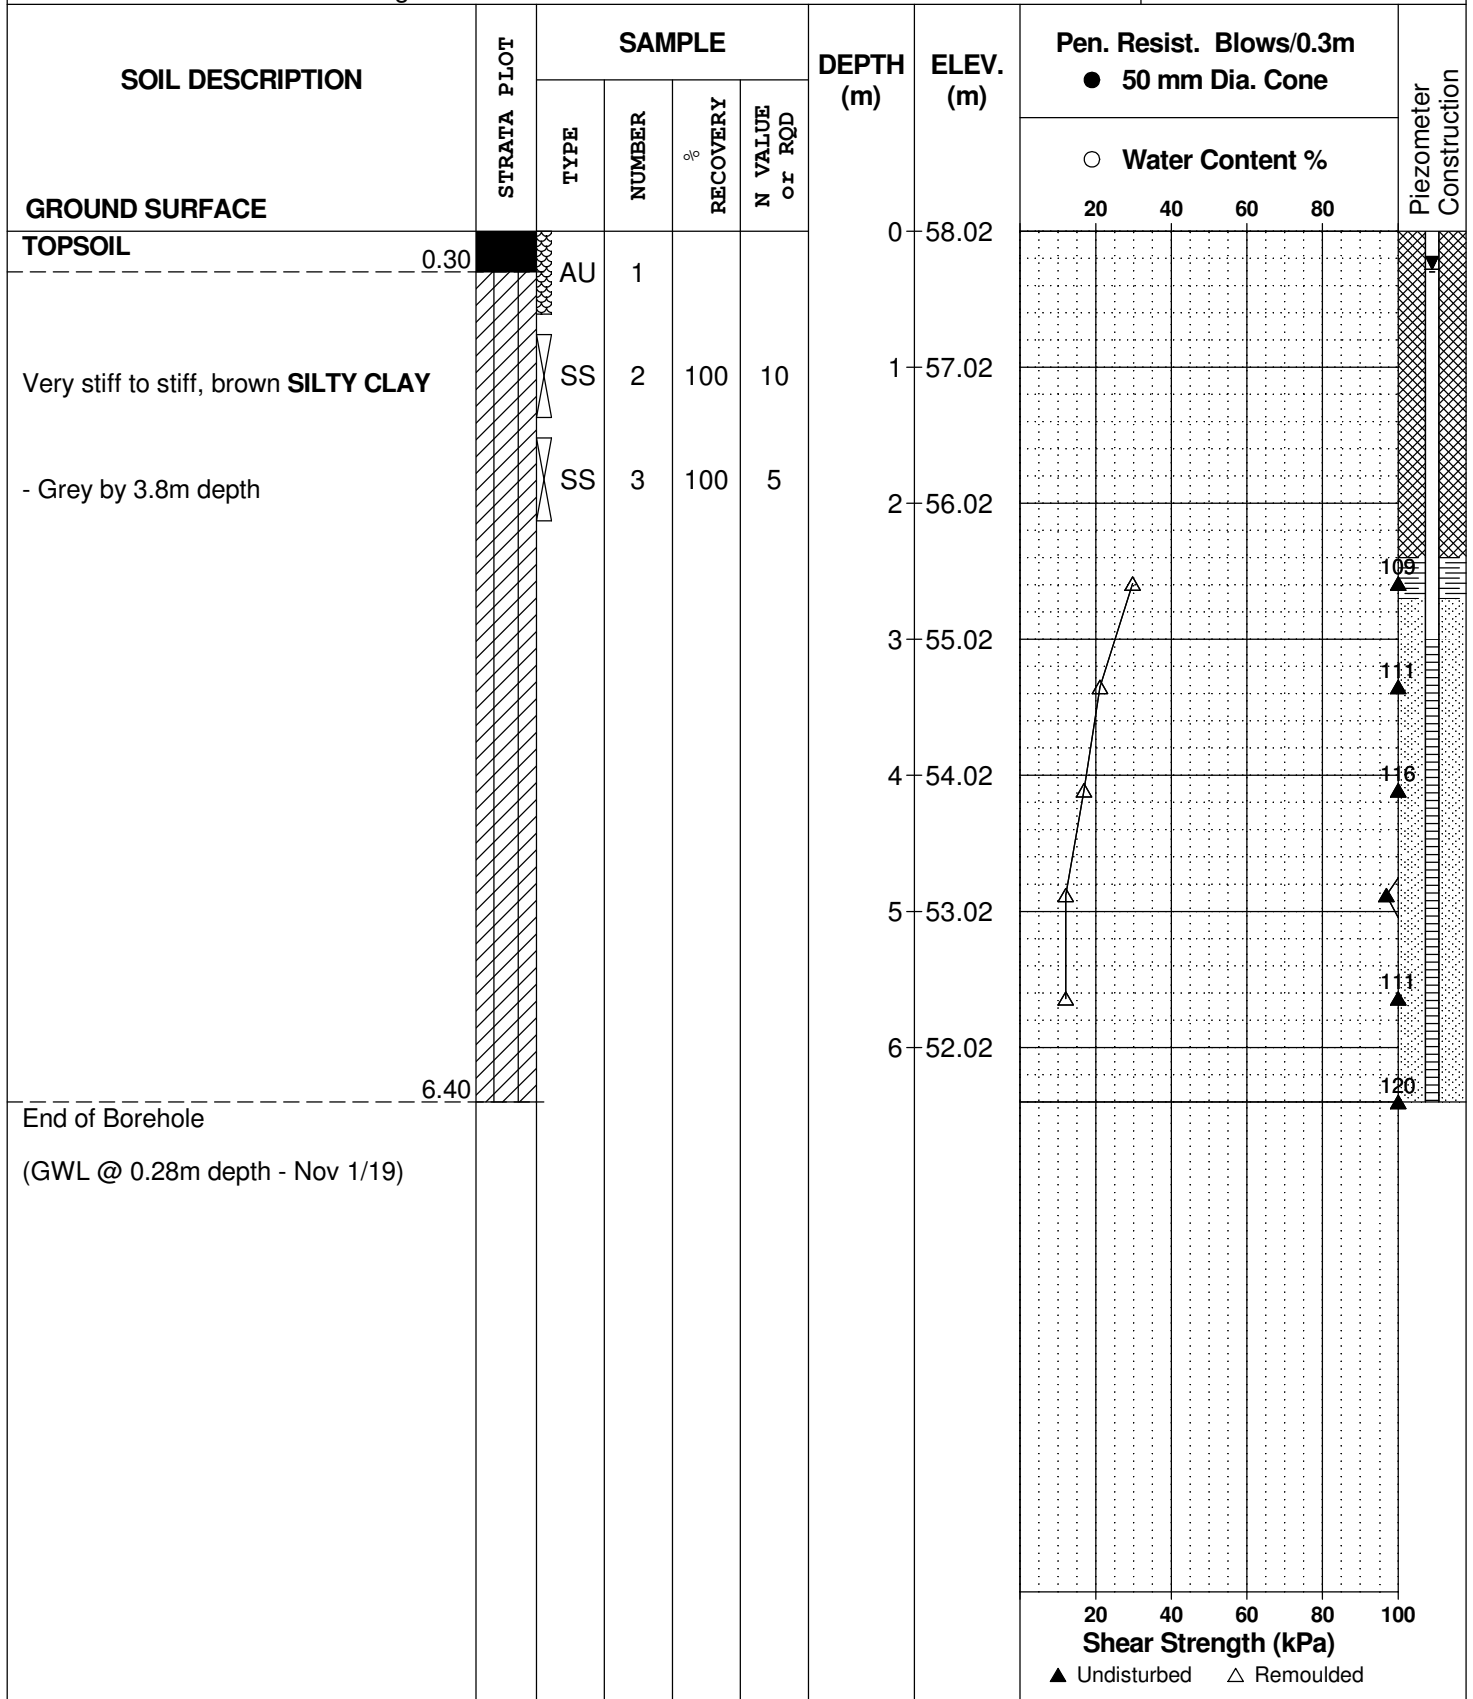 SOIL DESCRIPTION
GROUND SURFACE
STRATA PLOT
SAMPLE
TYPE
NUMBER
% RECOVERY
N VALUE or RQD
DEPTH (m)
ELEV. (m)
Pen. Resist. Blows/0.3m
● 50 mm Dia. Cone
○ Water Content %
20 40 60 80
Piezometer Construction
TOPSOIL
0.30
AU 1
0 58.02
Very stiff to stiff, brown SILTY CLAY
SS 2 100 10
1 57.02
- Grey by 3.8m depth
SS 3 100 5
2 56.02
109
3 55.02
111
4 54.02
116
5 53.02
111
6 52.02
6.40
120
End of Borehole
(GWL @ 0.28m depth - Nov 1/19)
20 40 60 80 100
Shear Strength (kPa)
▲ Undisturbed △ Remoulded